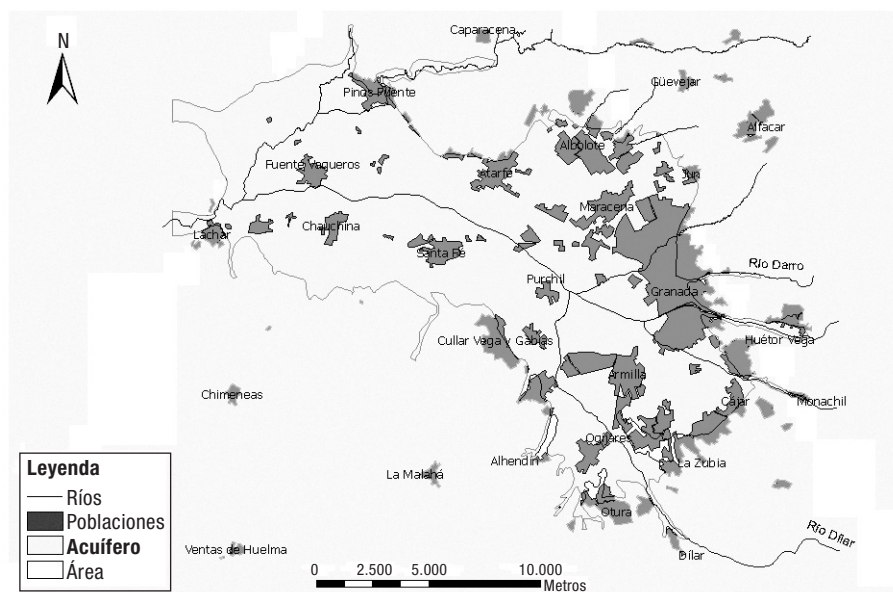 N
Caparacena
Pinos Puente
Güevejar
Alfacar
Albolote
Fuente Vaqueros
Atarfe
Jun
Maracena
Chauchina
Lachar
Santa Fé
Río Darro
Purchil
Granada
Cullar Vega y Gabias
Huétor Vega
Armilla
Chimeneas
Cájar
Monachil
Ogíjares
Alhendín
La Zubia
La Malahá
Otura
Río Dílar
Ventas de Huelma
Dílar
Leyenda
Ríos
Poblaciones
Acuífero
Área
0 2.500 5.000 10.000
Metros